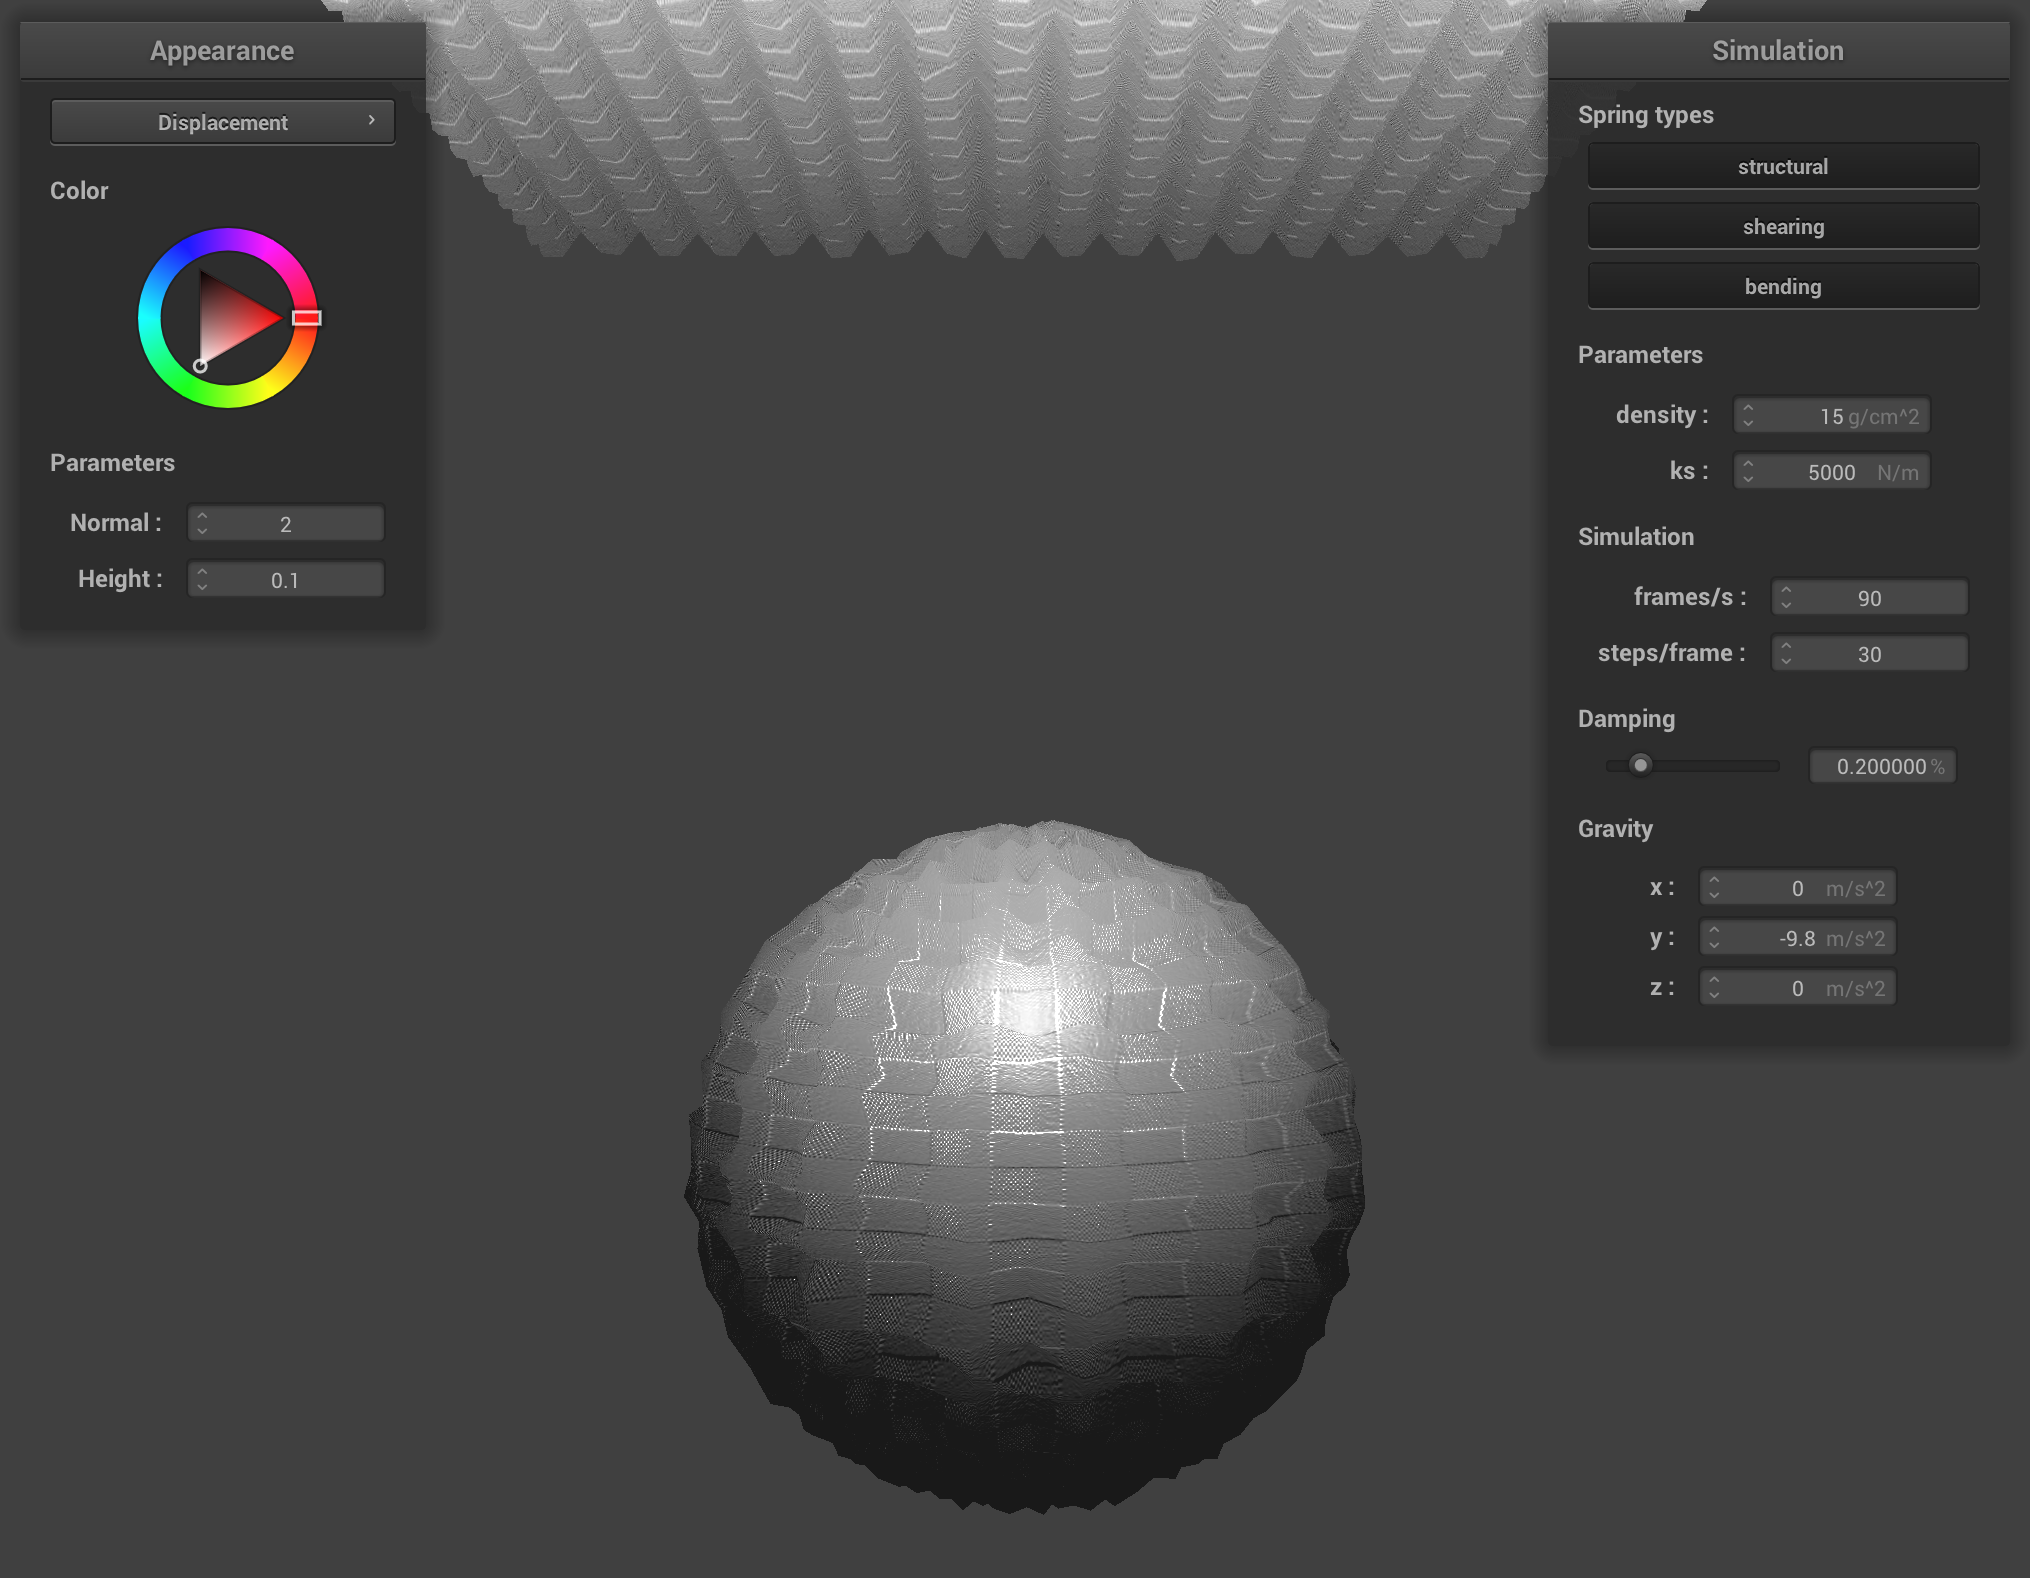 Appearance
Displacement ›
Color
Parameters
Normal : 2
Height : 0.1
Simulation
Spring types
structural
shearing
bending
Parameters
density : 15 g/cm^2
ks : 5000 N/m
Simulation
frames/s : 90
steps/frame : 30
Damping
0.200000 %
Gravity
x : 0 m/s^2
y : -9.8 m/s^2
z : 0 m/s^2